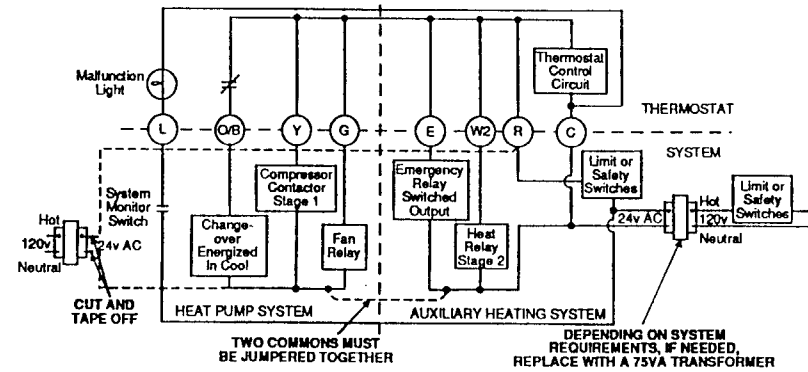 Malfunction
Light
Thermostat
Control
Circuit
THERMOSTAT
L
O/B
Y
G
E
W2
R
C
SYSTEM
System
Monitor
Switch
Compressor
Contactor
Stage 1
Emergency
Relay
Switched
Output
Limit or
Safety
Switches
Limit or
Safety
Switches
Hot
120v
Neutral
24v AC
Change-
over
Energized
In Cool
Fan
Relay
Heat
Relay
Stage 2
24v AC
Hot
120v
Neutral
CUT AND
TAPE OFF
HEAT PUMP SYSTEM
AUXILIARY HEATING SYSTEM
TWO COMMONS MUST
BE JUMPERED TOGETHER
DEPENDING ON SYSTEM
REQUIREMENTS, IF NEEDED,
REPLACE WITH A 75VA TRANSFORMER